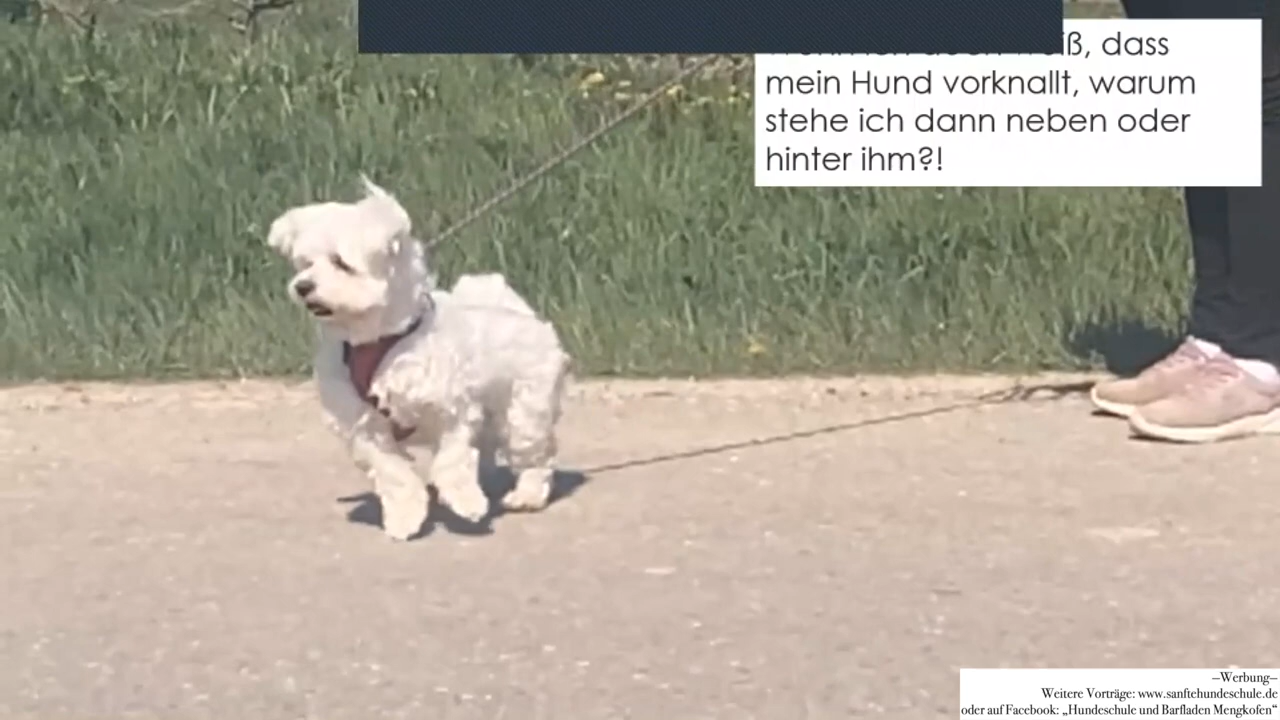 dass
mein Hund vorknallt, warum
stehe ich dann neben oder
hinter ihm?!
—Werbung—
Weitere Vorträge: www.sanftehundeschule.de
oder auf Facebook: „Hundeschule und Barfladen Mengkofen“